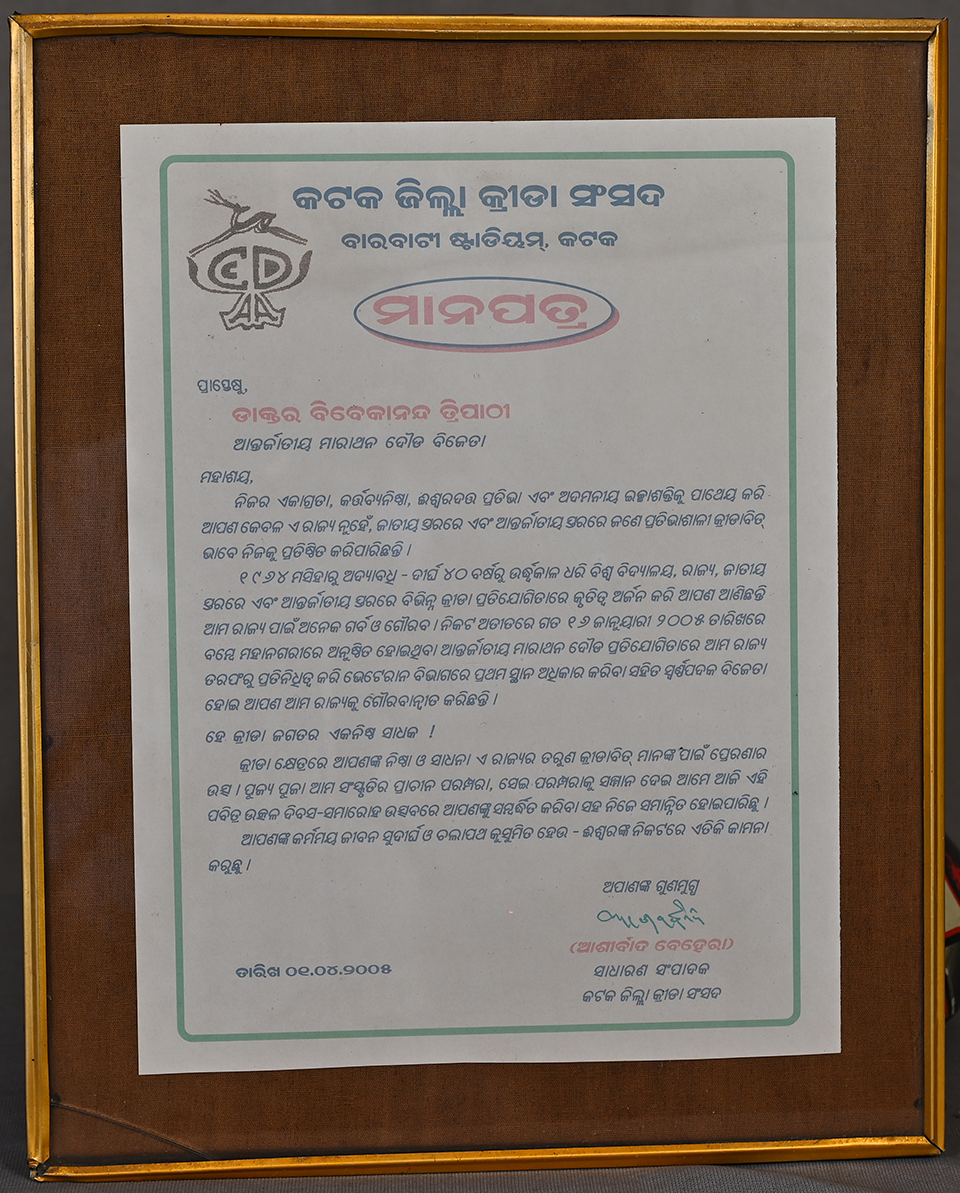 କଟକ ଜିଲ୍ଲା କ୍ରୀଡା ସଂସଦ
ବାରବାଟୀ ଷ୍ଟାଡିୟମ୍, କଟକ
CDAA
ମାନପତ୍ର
ପ୍ରାପ୍ତେଷୁ,
ଡାକ୍ତର ବିବେକାନନ୍ଦ ତ୍ରିପାଠୀ
ଆନ୍ତର୍ଜାତୀୟ ମାରାଥନ ଦୌଡ ବିଜେତା
ମହାଶୟ,
ନିଜର ଏକାଗ୍ରତା, କର୍ତ୍ତବ୍ୟନିଷ୍ଠା, ଈଶ୍ୱରଦତ୍ତ ପ୍ରତିଭା ଏବଂ ଅଦମନୀୟ ଇଚ୍ଛାଶକ୍ତିକୁ ପାଥେୟ କରି
ଆପଣ କେବଳ ଏ ରାଜ୍ୟ ନୁହେଁ, ଜାତୀୟ ସ୍ତରରେ ଏବଂ ଆନ୍ତର୍ଜାତୀୟ ସ୍ତରରେ ଜଣେ ପ୍ରତିଭାଶାଳୀ କ୍ରୀଡାବିତ୍
ଭାବେ ନିଜକୁ ପ୍ରତିଷ୍ଠିତ କରିପାରିଛନ୍ତି ।
୧୯୬୪ ମସିହାରୁ ଅଦ୍ୟାବଧି - ଦୀର୍ଘ ୪୦ ବର୍ଷରୁ ଉର୍ଦ୍ଧ୍ୱକାଳ ଧରି ବିଶ୍ୱ ବିଦ୍ୟାଳୟ, ରାଜ୍ୟ, ଜାତୀୟ
ସ୍ତରରେ ଏବଂ ଆନ୍ତର୍ଜାତୀୟ ସ୍ତରରେ ବିଭିନ୍ନ କ୍ରୀଡା ପ୍ରତିଯୋଗିତାରେ କୃତିତ୍ୱ ଅର୍ଜନ କରି ଆପଣ ଆଣିଛନ୍ତି
ଆମ ରାଜ୍ୟ ପାଇଁ ଅନେକ ଗର୍ବ ଓ ଗୌରବ । ନିକଟ ଅତୀତରେ ଗତ ୧୬ ଜାନୁୟାରୀ ୨୦୦୫ ତାରିଖରେ
ବମ୍ବେ ମହାନଗରୀରେ ଅନୁଷ୍ଠିତ ହୋଇଥିବା ଆନ୍ତର୍ଜାତୀୟ ମାରାଥନ ଦୌଡ ପ୍ରତିଯୋଗିତାରେ ଆମ ରାଜ୍ୟ
ତରଫରୁ ପ୍ରତିନିଧିତ୍ୱ କରି ଭେଟେରାନ ବିଭାଗରେ ପ୍ରଥମ ସ୍ଥାନ ଅଧିକାର କରିବା ସହିତ ସ୍ୱର୍ଣ୍ଣପଦକ ବିଜେତା
ହୋଇ ଆପଣ ଆମ ରାଜ୍ୟକୁ ଗୌରବାନ୍ୱୀତ କରିଛନ୍ତି ।
ହେ କ୍ରୀଡା ଜଗତର ଏକନିଷ୍ଠ ସାଧକ !
କ୍ରୀଡା କ୍ଷେତ୍ରରେ ଆପଣଙ୍କ ନିଷ୍ଠା ଓ ସାଧନା ଏ ରାଜ୍ୟର ତରୁଣ କ୍ରୀଡାବିତ୍ ମାନଙ୍କ ପାଇଁ ପ୍ରେରଣାର
ଉତ୍ସ । ପୂଜ୍ୟ ପୂଜା ଆମ ସଂସ୍କୃତିର ପ୍ରାଚୀନ ପରମ୍ପରା, ସେଇ ପରମ୍ପରାକୁ ସମ୍ମାନ ଦେଇ ଆମେ ଆଜି ଏହି
ପବିତ୍ର ଉତ୍କଳ ଦିବସ-ସମାରୋହ ଉତ୍ସବରେ ଆପଣଙ୍କୁ ସମ୍ବର୍ଦ୍ଧିତ କରିବା ସହ ନିଜେ ସମ୍ମାନିତ ହୋଇପାରିଛୁ ।
ଆପଣଙ୍କ କର୍ମମୟ ଜୀବନ ସୁଦୀର୍ଘ ଓ ଚଲାପଥ କୁସୁମିତ ହେଉ - ଈଶ୍ୱରଙ୍କ ନିକଟରେ ଏତିକି କାମନା
କରୁଛୁ ।
ଅପାଣଙ୍କ ଗୁଣମୁଗ୍ଧ
(ଆଶୀର୍ବାଦ ବେହେରା)
ତାରିଖ ୦୧.୦୪.୨୦୦୫
ସାଧାରଣ ସଂପାଦକ
କଟକ ଜିଲ୍ଲା କ୍ରୀଡା ସଂସଦ